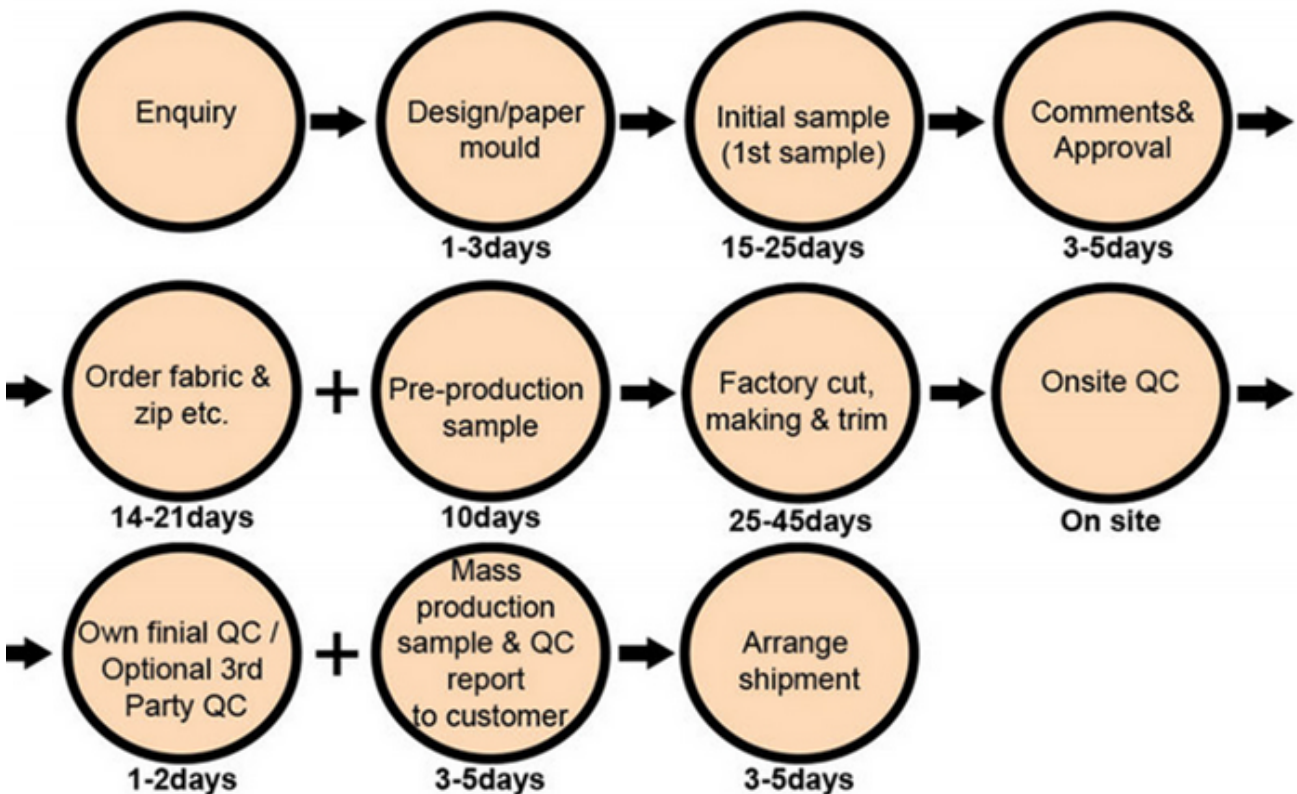 Enquiry
Design/paper
mould
1-3days
Initial sample
(1st sample)
15-25days
Comments&
Approval
3-5days
Order fabric &
zip etc.
14-21days
+
Pre-production
sample
10days
Factory cut,
making & trim
25-45days
Onsite QC
On site
Own finial QC /
Optional 3rd
Party QC
1-2days
+
Mass
production
sample & QC
report
to customer
3-5days
Arrange
shipment
3-5days